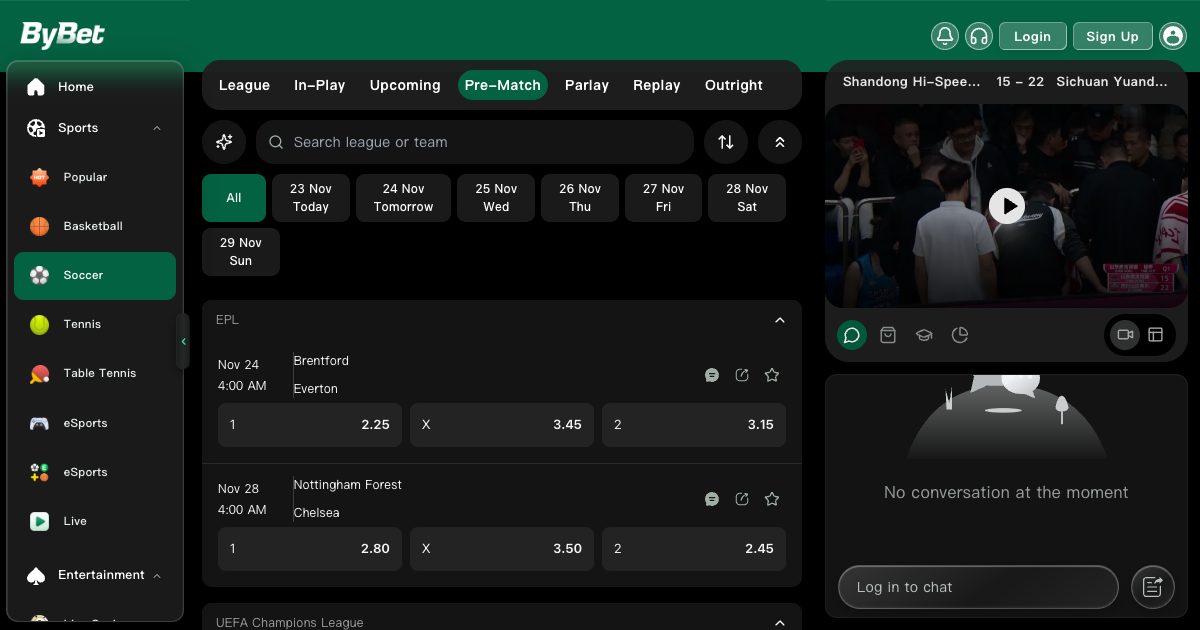 ByBet
Login
Sign Up
Home
Sports
HOT
Popular
Basketball
Soccer
Tennis
Table Tennis
eSports
eSports
Live
Entertainment
League
In-Play
Upcoming
Pre-Match
Parlay
Replay
Outright
Search league or team
All
23 Nov
Today
24 Nov
Tomorrow
25 Nov
Wed
26 Nov
Thu
27 Nov
Fri
28 Nov
Sat
29 Nov
Sun
EPL
Nov 24
4:00 AM
Brentford
Everton
1 2.25
X 3.45
2 3.15
Nov 28
4:00 AM
Nottingham Forest
Chelsea
1 2.80
X 3.50
2 2.45
UEFA Champions League
Shandong Hi-Spee... 15 - 22 Sichuan Yuand...
Q1
15
22
No conversation at the moment
Log in to chat